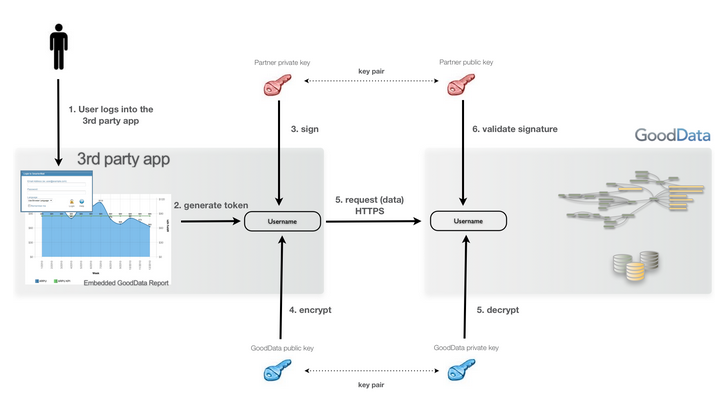 Partner private key
Partner public key
key pair
1. User logs into the
3rd party app
3. sign
6. validate signature
GoodData
3rd party app
2. generate token
5. request (data)
HTTPS
Username
Username
Embedded GoodData Report
4. encrypt
5. decrypt
GoodData public key
GoodData private key
key pair